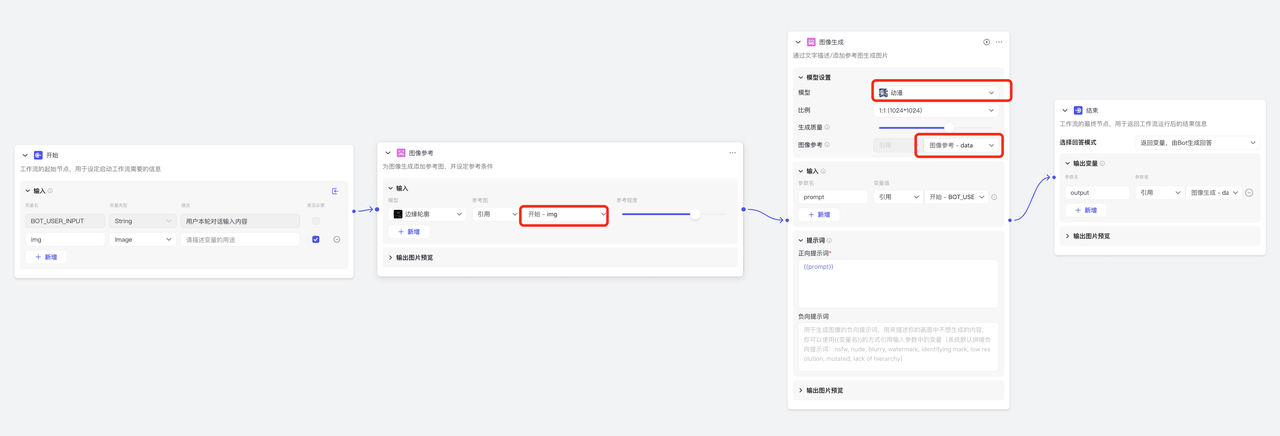 开始
工作流的起始节点，用于设定启动工作流需要的信息
输入
变量名 变量类型 描述 是否必要
BOT_USER_INPUT String 用户本轮对话输入内容
img Image 请描述变量的用途
+ 新增
图像参考
为图像生成添加参考图，并设定参考条件
输入
模型 参考图 参考程度
边缘轮廓 引用 开始 - img
+ 新增
输出图片预览
图像生成
通过文字描述/添加参考图生成图片
模型设置
模型 动漫
比例 1:1 (1024*1024)
生成质量
图像参考 图像参考 - data
输入
参数名 变量值
prompt 引用 开始 - BOT_USE
+ 新增
提示词
正向提示词*
{{prompt}}
负向提示词
用于生成图像的负向提示词，用来描述你的画面中不想生成的内容，
你可以使用{{变量名}}的方式引用输入参数中的变量（系统默认拼接负
向提示词：nsfw, nude, blurry, watermark, identifying mark, low res
olution, mutated, lack of hierarchy）
输出图片预览
结束
工作流的最终节点，用于返回工作流运行后的结果信息
选择回答模式 返回变量，由Bot生成回答
输出变量
参数名 参数值
output 引用 图像生成 - da
+ 新增
输出图片预览